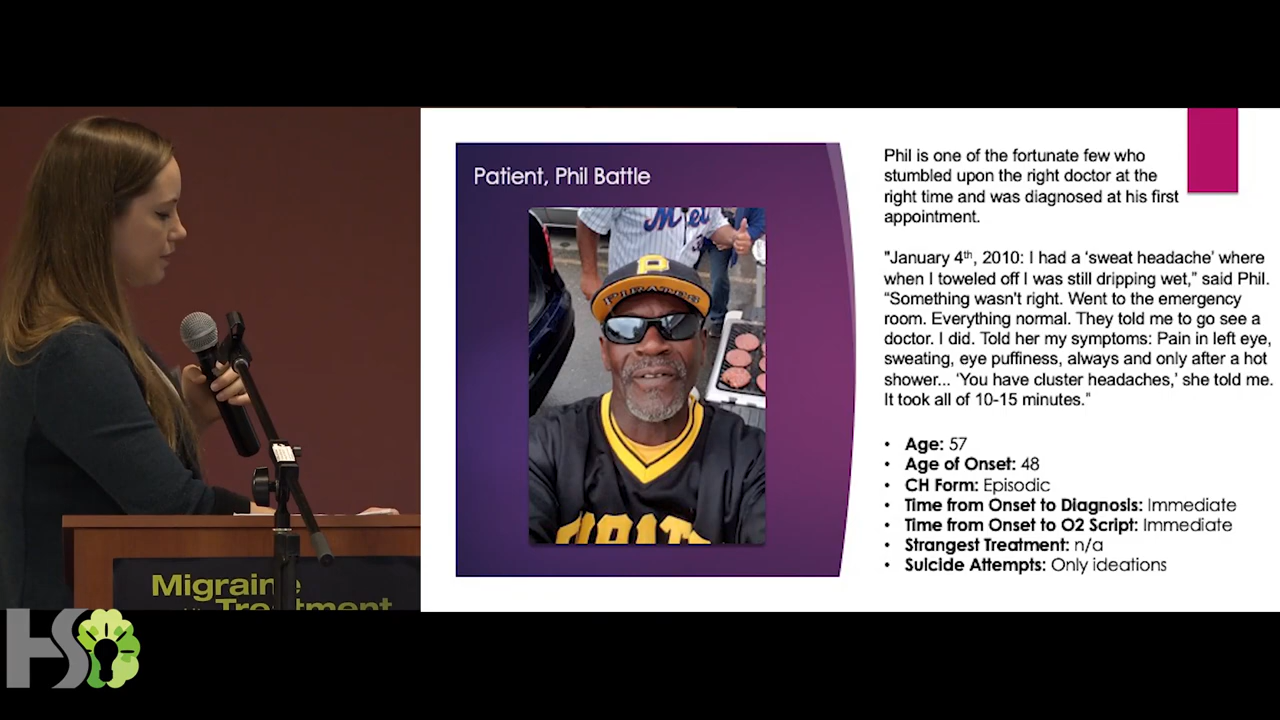 Patient, Phil Battle
Met
P
PIRATES
Phil is one of the fortunate few who
stumbled upon the right doctor at the
right time and was diagnosed at his first
appointment.
"January 4th, 2010: I had a ‘sweat headache’ where
when I toweled off I was still dripping wet,” said Phil.
“Something wasn't right. Went to the emergency
room. Everything normal. They told me to go see a
doctor. I did. Told her my symptoms: Pain in left eye,
sweating, eye puffiness, always and only after a hot
shower... ‘You have cluster headaches,’ she told me.
It took all of 10-15 minutes.”
• Age: 57
• Age of Onset: 48
• CH Form: Episodic
• Time from Onset to Diagnosis: Immediate
• Time from Onset to O2 Script: Immediate
• Strangest Treatment: n/a
• Suicide Attempts: Only ideations
Migraine
Treatment
HS